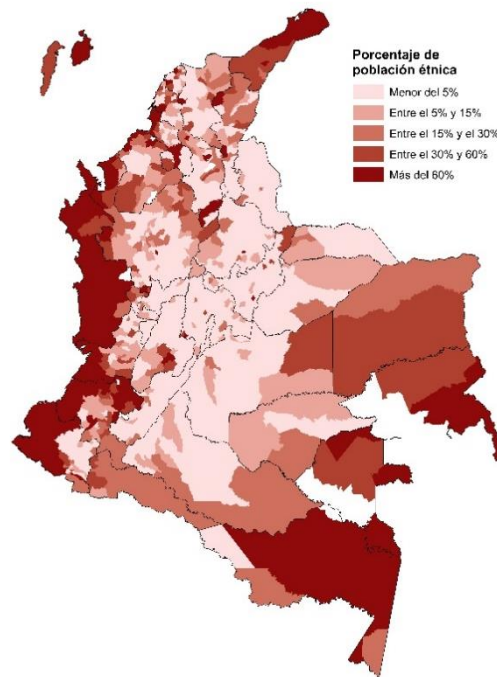 Porcentaje de
población étnica
Menor del 5%
Entre el 5% y 15%
Entre el 15% y el 30%
Entre el 30% y 60%
Más del 60%